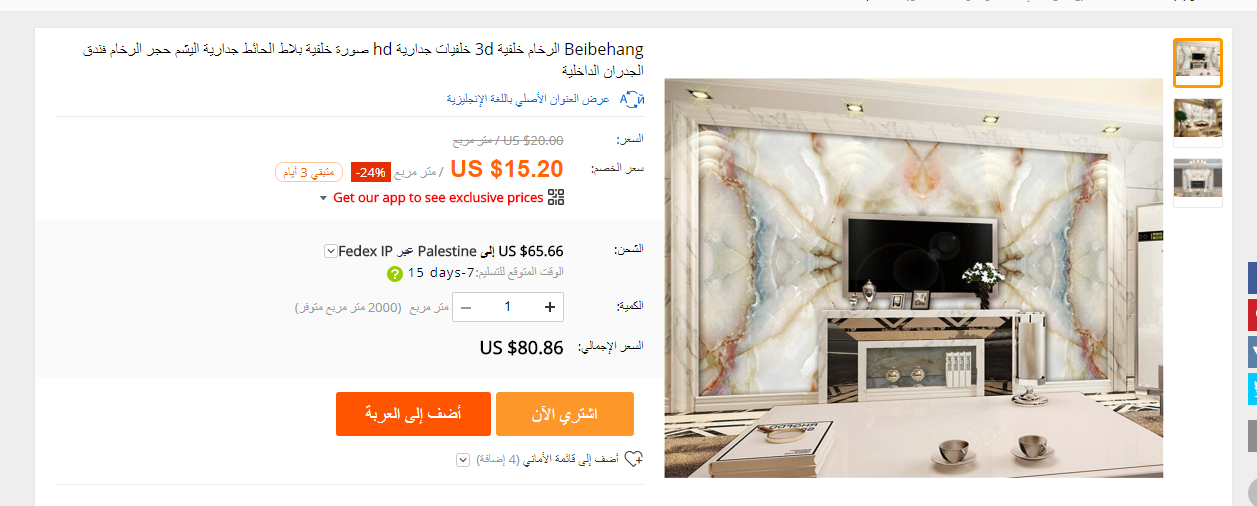 Beibehang الرخام خلفية 3d خلفيات جدارية hd صورة خلفية بلاط الحائط جدارية اليشم حجر الرخام فندق
الجدران الداخلية
عرض العنوان الأصلي باللغة الإنجليزية
السعر: US $20.00 / متر مربع
سعر الخصم: US $15.20 / متر مربع -24% متبقي 3 أيام
Get our app to see exclusive prices
الشحن: US $65.66 إلى Palestine عبر Fedex IP
الوقت المتوقع للتسليم:7-15 days
الكمية: 1 متر مربع (2000 متر مربع متوفر)
السعر الإجمالي: US $80.86
اشتري الآن
أضف إلى العربة
أضف إلى قائمة الأماني (4 إضافة)